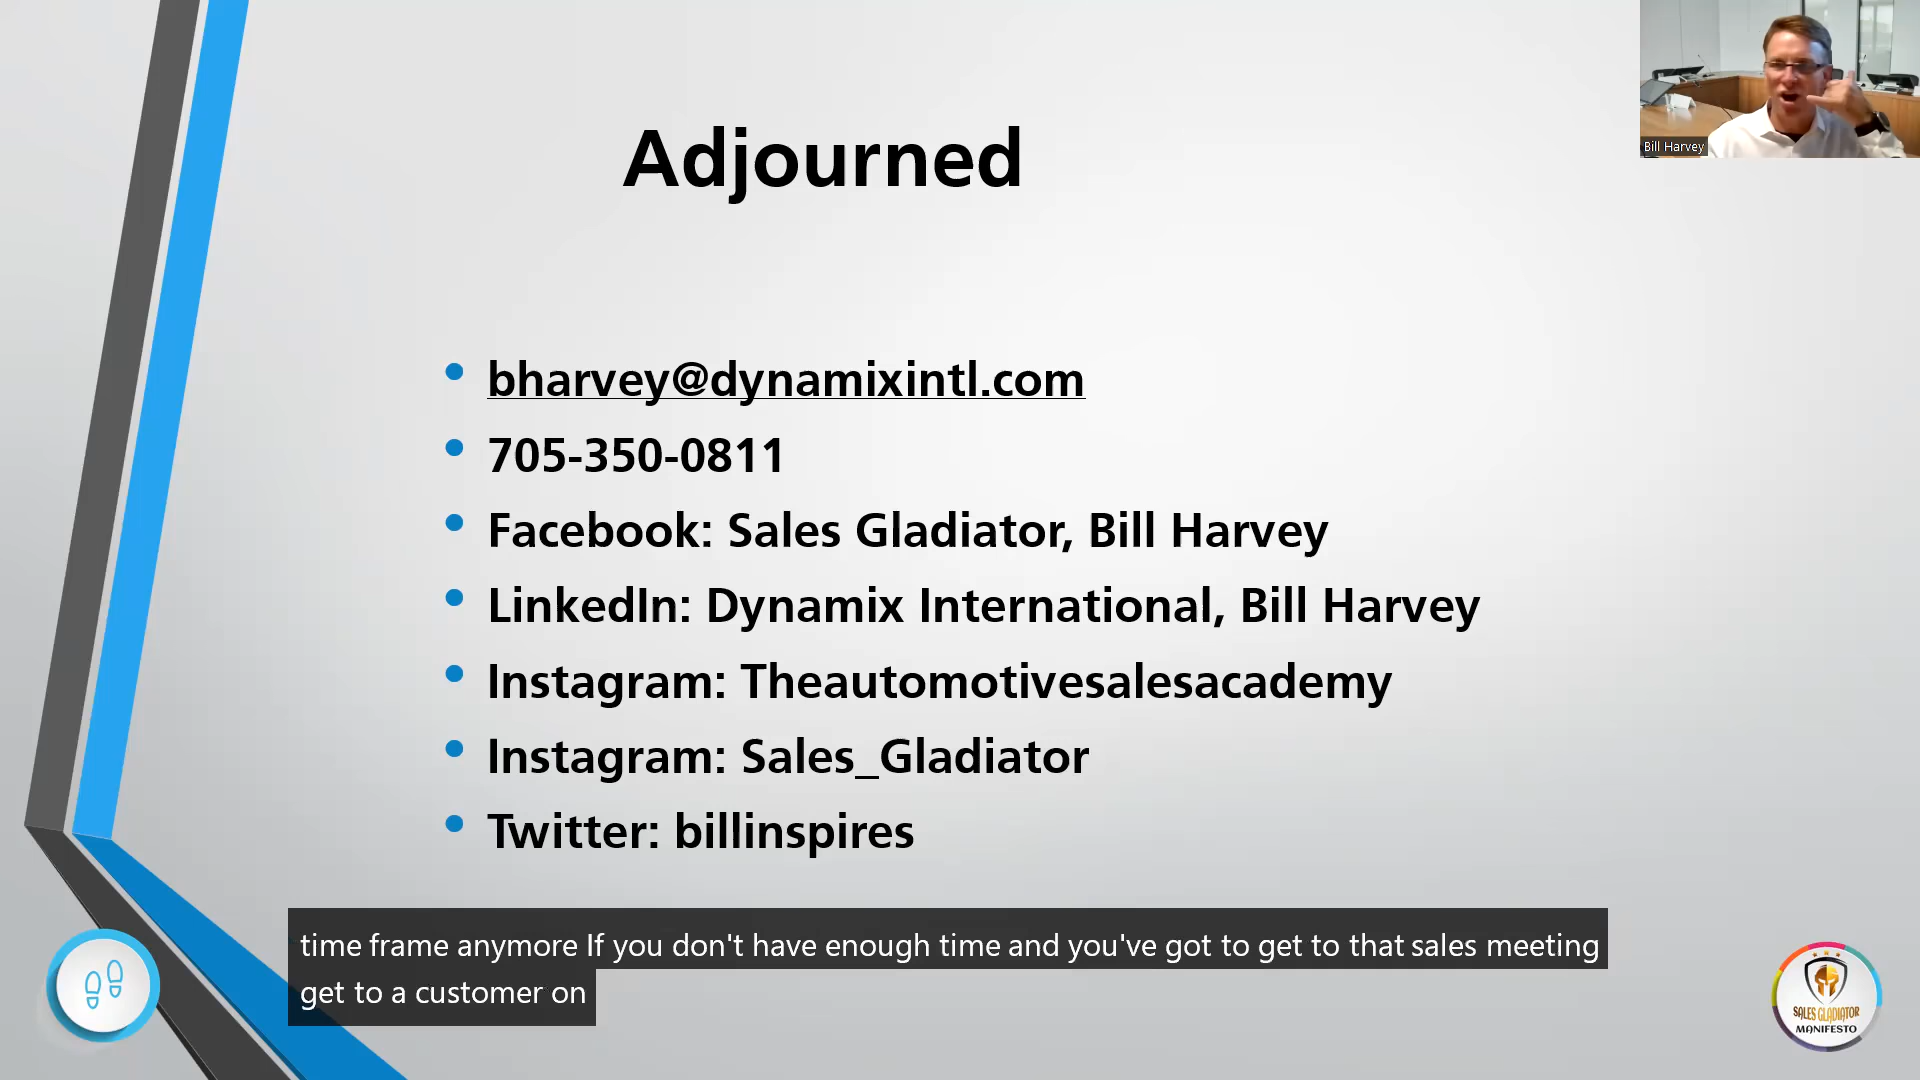 Adjourned
Bill Harvey
bharvey@dynamixintl.com
705-350-0811
Facebook: Sales Gladiator, Bill Harvey
LinkedIn: Dynamix International, Bill Harvey
Instagram: Theautomotivesalesacademy
Instagram: Sales_Gladiator
Twitter: billinspires
time frame anymore If you don't have enough time and you've got to get to that sales meeting
get to a customer on
SALES GLADIATOR
MANIFESTO